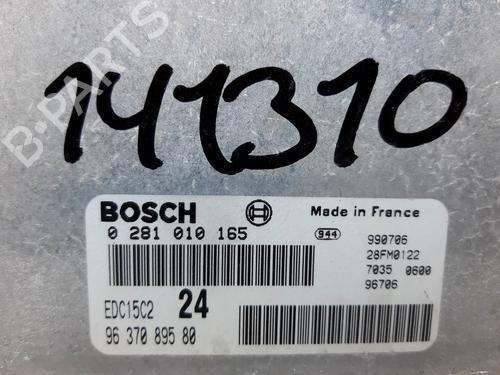 B-PARTS
141310
BOSCH
Made in France
0 281 010 165
944
990706
28FM0122
7035 0600
96706
EDC15C2 24
96 370 895 80